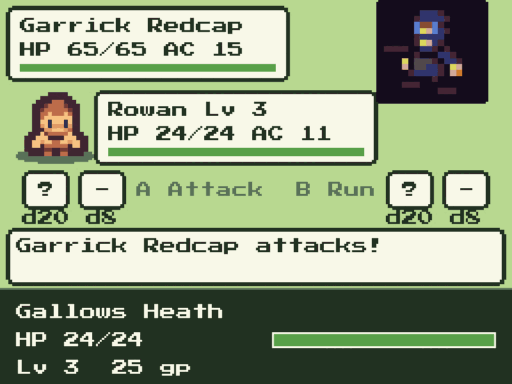 Garrick Redcap
HP 65/65 AC 15
Rowan Lv 3
HP 24/24 AC 11
? - A Attack B Run ? -
d20 d8 d20 d8
Garrick Redcap attacks!
Gallows Heath
HP 24/24
Lv 3 25 gp